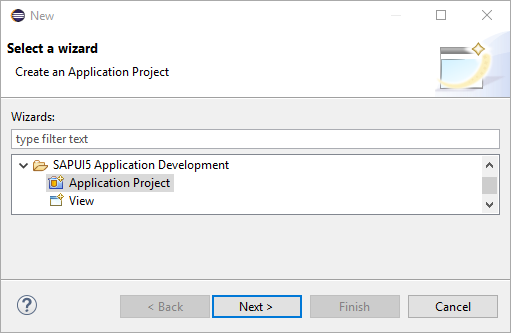 New
Select a wizard
Create an Application Project
Wizards:
type filter text
SAPUI5 Application Development
Application Project
View
?
< Back
Next >
Finish
Cancel